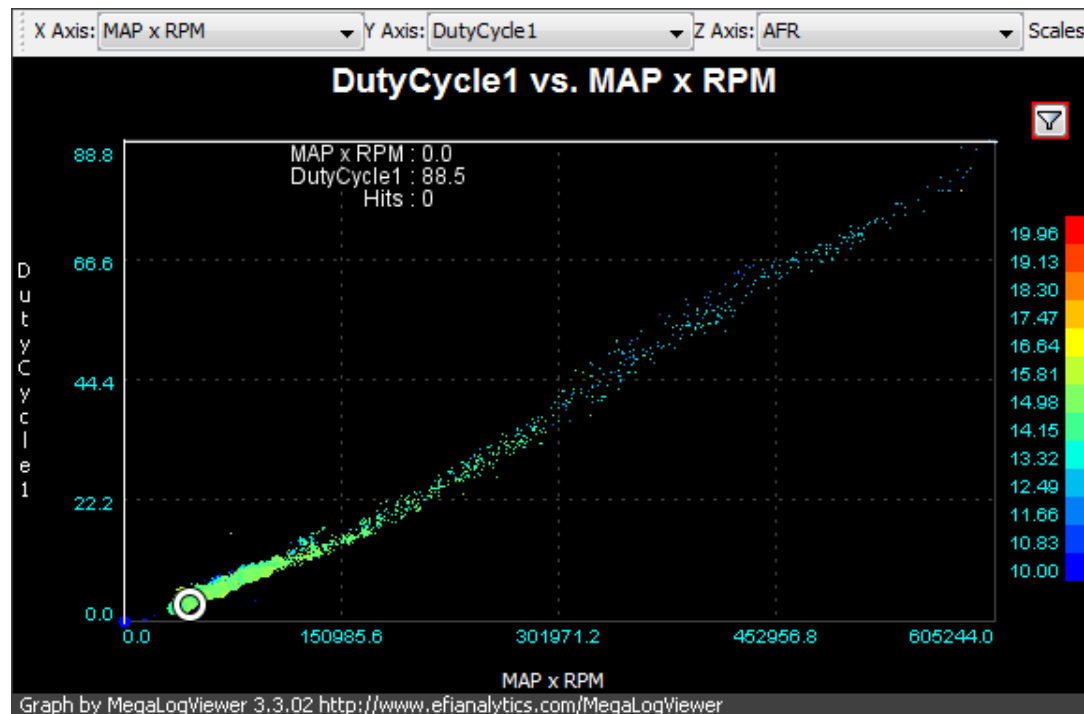 X Axis: MAP x RPM Y Axis: DutyCycle1 Z Axis: AFR Scales
DutyCycle1 vs. MAP x RPM
MAP x RPM : 0.0
DutyCycle1 : 88.5
Hits : 0
88.8
66.6
44.4
22.2
0.0
DutyCycle1
19.96
19.13
18.30
17.47
16.64
15.81
14.98
14.15
13.32
12.49
11.66
10.83
10.00
0.0 150985.6 301971.2 452956.8 605244.0
MAP x RPM
Graph by MegaLogViewer 3.3.02 http://www.efianalytics.com/MegaLogViewer